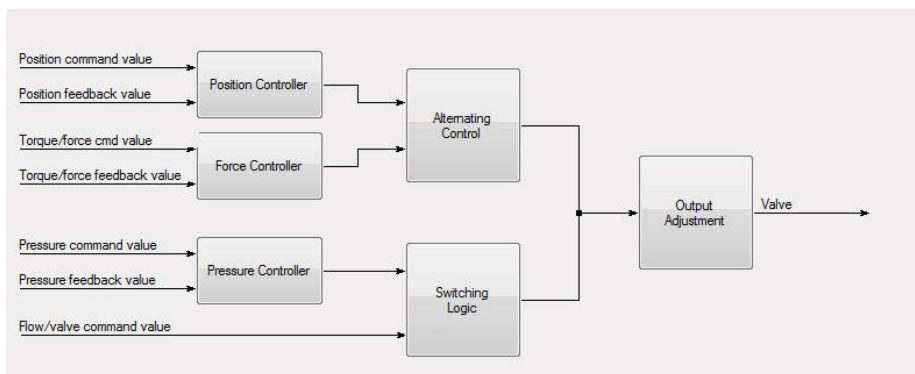 Position command value
Position feedback value
Position Controller
Torque/force cmd value
Torque/force feedback value
Force Controller
Alternating
Control
Pressure command value
Pressure feedback value
Pressure Controller
Flow/valve command value
Switching
Logic
Output
Adjustment
Valve